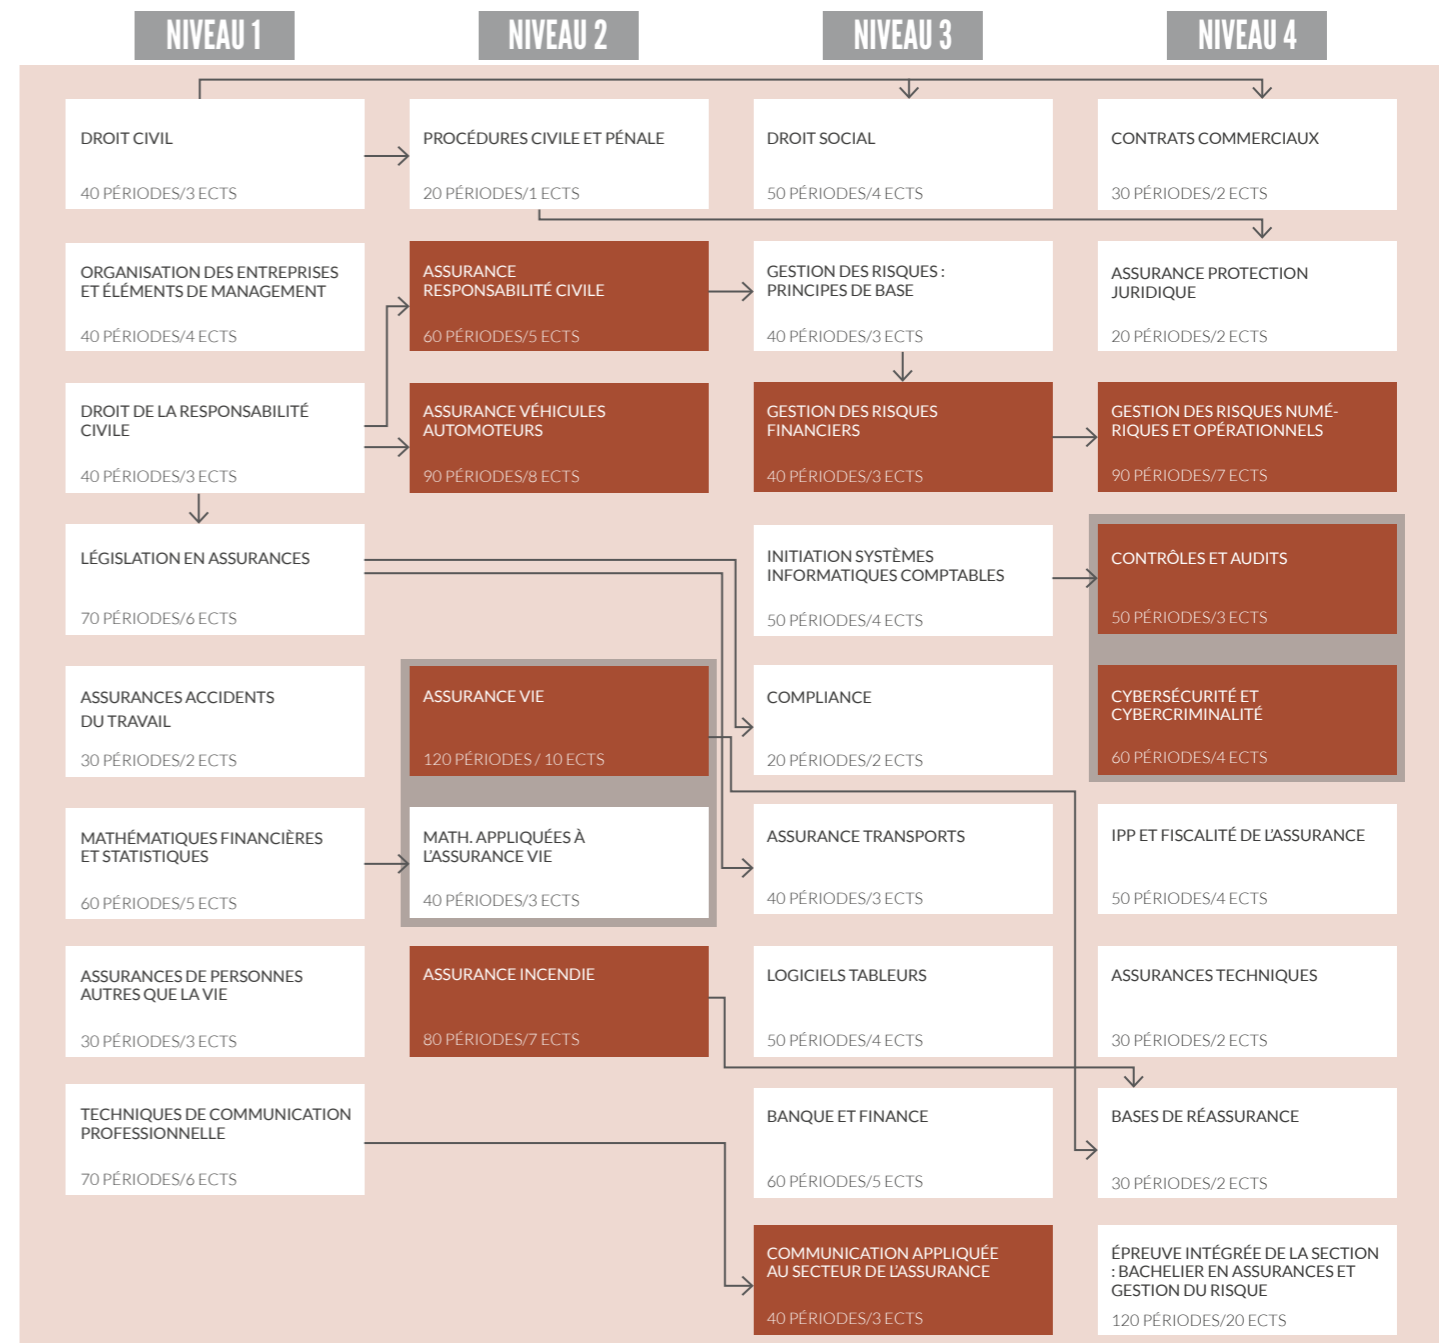 NIVEAU 1
NIVEAU 2
NIVEAU 3
NIVEAU 4
DROIT CIVIL
40 PÉRIODES/3 ECTS
PROCÉDURES CIVILE ET PÉNALE
20 PÉRIODES/1 ECTS
DROIT SOCIAL
50 PÉRIODES/4 ECTS
CONTRATS COMMERCIAUX
30 PÉRIODES/2 ECTS
ORGANISATION DES ENTREPRISES
ET ÉLÉMENTS DE MANAGEMENT
40 PÉRIODES/4 ECTS
ASSURANCE
RESPONSABILITÉ CIVILE
60 PÉRIODES/5 ECTS
GESTION DES RISQUES :
PRINCIPES DE BASE
40 PÉRIODES/3 ECTS
ASSURANCE PROTECTION
JURIDIQUE
20 PÉRIODES/2 ECTS
DROIT DE LA RESPONSABILITÉ
CIVILE
40 PÉRIODES/3 ECTS
ASSURANCE VÉHICULES
AUTOMOTEURS
90 PÉRIODES/8 ECTS
GESTION DES RISQUES
FINANCIERS
40 PÉRIODES/3 ECTS
GESTION DES RISQUES NUMÉ-
RIQUES ET OPÉRATIONNELS
90 PÉRIODES/7 ECTS
LÉGISLATION EN ASSURANCES
70 PÉRIODES/6 ECTS
INITIATION SYSTÈMES
INFORMATIQUES COMPTABLES
50 PÉRIODES/4 ECTS
CONTRÔLES ET AUDITS
50 PÉRIODES/3 ECTS
ASSURANCES ACCIDENTS
DU TRAVAIL
30 PÉRIODES/2 ECTS
ASSURANCE VIE
120 PÉRIODES / 10 ECTS
COMPLIANCE
20 PÉRIODES/2 ECTS
CYBERSÉCURITÉ ET
CYBERCRIMINALITÉ
60 PÉRIODES/4 ECTS
MATHÉMATIQUES FINANCIÈRES
ET STATISTIQUES
60 PÉRIODES/5 ECTS
MATH. APPLIQUÉES À
L'ASSURANCE VIE
40 PÉRIODES/3 ECTS
ASSURANCE TRANSPORTS
40 PÉRIODES/3 ECTS
IPP ET FISCALITÉ DE L'ASSURANCE
50 PÉRIODES/4 ECTS
ASSURANCES DE PERSONNES
AUTRES QUE LA VIE
30 PÉRIODES/3 ECTS
ASSURANCE INCENDIE
80 PÉRIODES/7 ECTS
LOGICIELS TABLEURS
50 PÉRIODES/4 ECTS
ASSURANCES TECHNIQUES
30 PÉRIODES/2 ECTS
TECHNIQUES DE COMMUNICATION
PROFESSIONNELLE
70 PÉRIODES/6 ECTS
BANQUE ET FINANCE
60 PÉRIODES/5 ECTS
BASES DE RÉASSURANCE
30 PÉRIODES/2 ECTS
COMMUNICATION APPLIQUÉE
AU SECTEUR DE L'ASSURANCE
40 PÉRIODES/3 ECTS
ÉPREUVE INTÉGRÉE DE LA SECTION
: BACHELIER EN ASSURANCES ET
GESTION DU RISQUE
120 PÉRIODES/20 ECTS